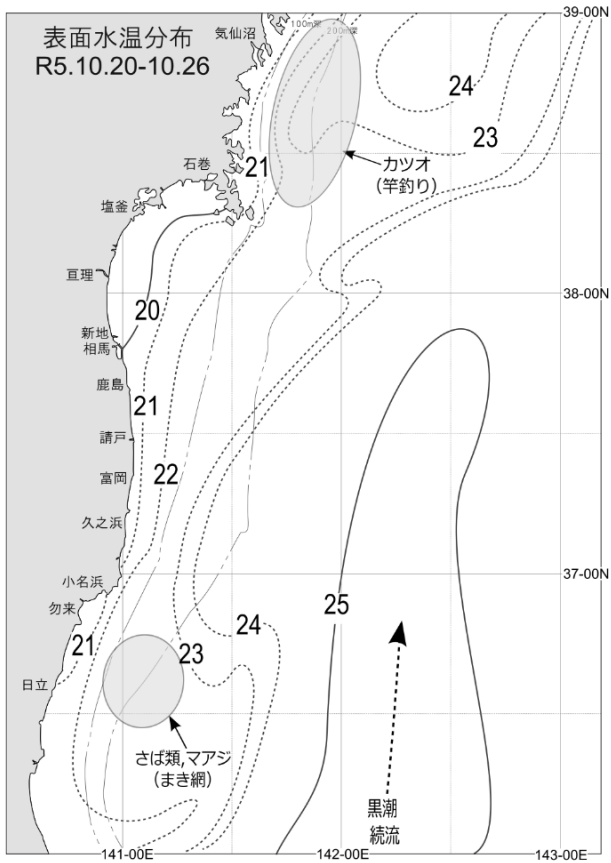 表面水温分布
R5.10.20-10.26
39-00N
気仙沼
100m深
200m深
24
23
21
カツオ
(竿釣り)
石巻
塩釜
亘理
38-00N
20
新地
相馬
鹿島
21
請戸
22
富岡
久之浜
37-00N
小名浜
勿来
25
24
21
23
日立
さば類,マアジ
(まき網)
黒潮
続流
141-00E
142-00E
143-00E